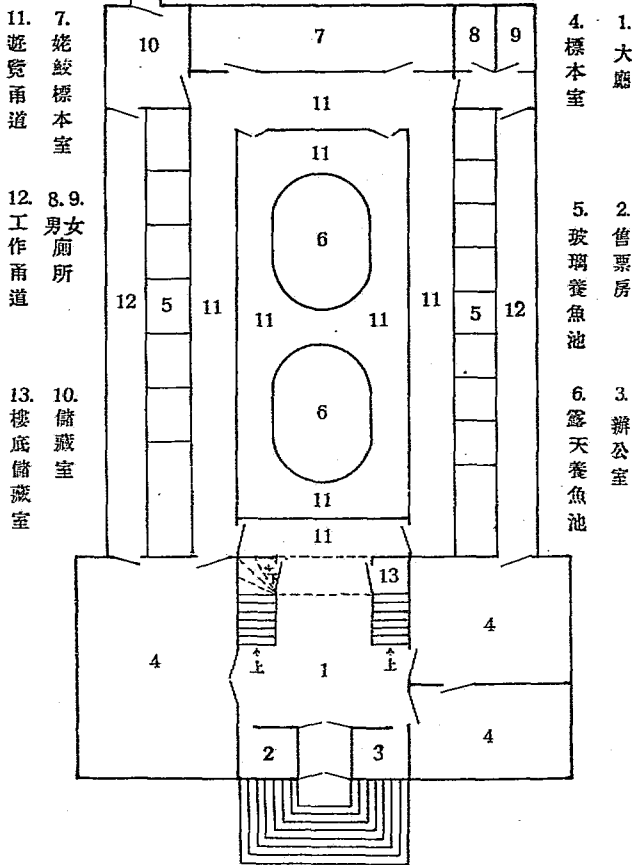 1. 大廳
2. 售票房
3. 辦公室
4. 標本室
5. 玻璃養魚池
6. 露天養魚池
7. 姥鮫標本室
8.9. 男女廁所
10. 儲藏室
11. 遊覽甬道
12. 工作甬道
13. 樓底儲藏室
10
7
8
9
11
11
6
12
5
11
11
11
11
5
12
6
11
11
下
13
4
上
1
上
4
2
3
4